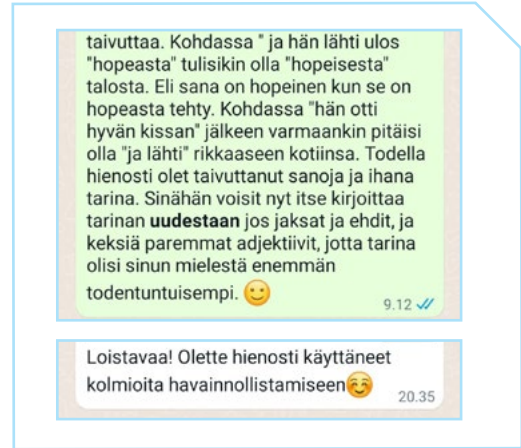 taivuttaa. Kohdassa " ja hän lähti ulos
"hopeasta" tulisikin olla "hopeisesta"
talosta. Eli sana on hopeinen kun se on
hopeasta tehty. Kohdassa "hän otti
hyvän kissan" jälkeen varmaankin pitäisi
olla "ja lähti" rikkaaseen kotiinsa. Todella
hienosti olet taivuttanut sanoja ja ihana
tarina. Sinähän voisit nyt itse kirjoittaa
tarinan uudestaan jos jaksat ja ehdit, ja
keksiä paremmat adjektiivit, jotta tarina
olisi sinun mielestä enemmän
todentuntuisempi. 🙂
9.12
Loistavaa! Olette hienosti käyttäneet
kolmioita havainnollistamiseen☺️
20.35